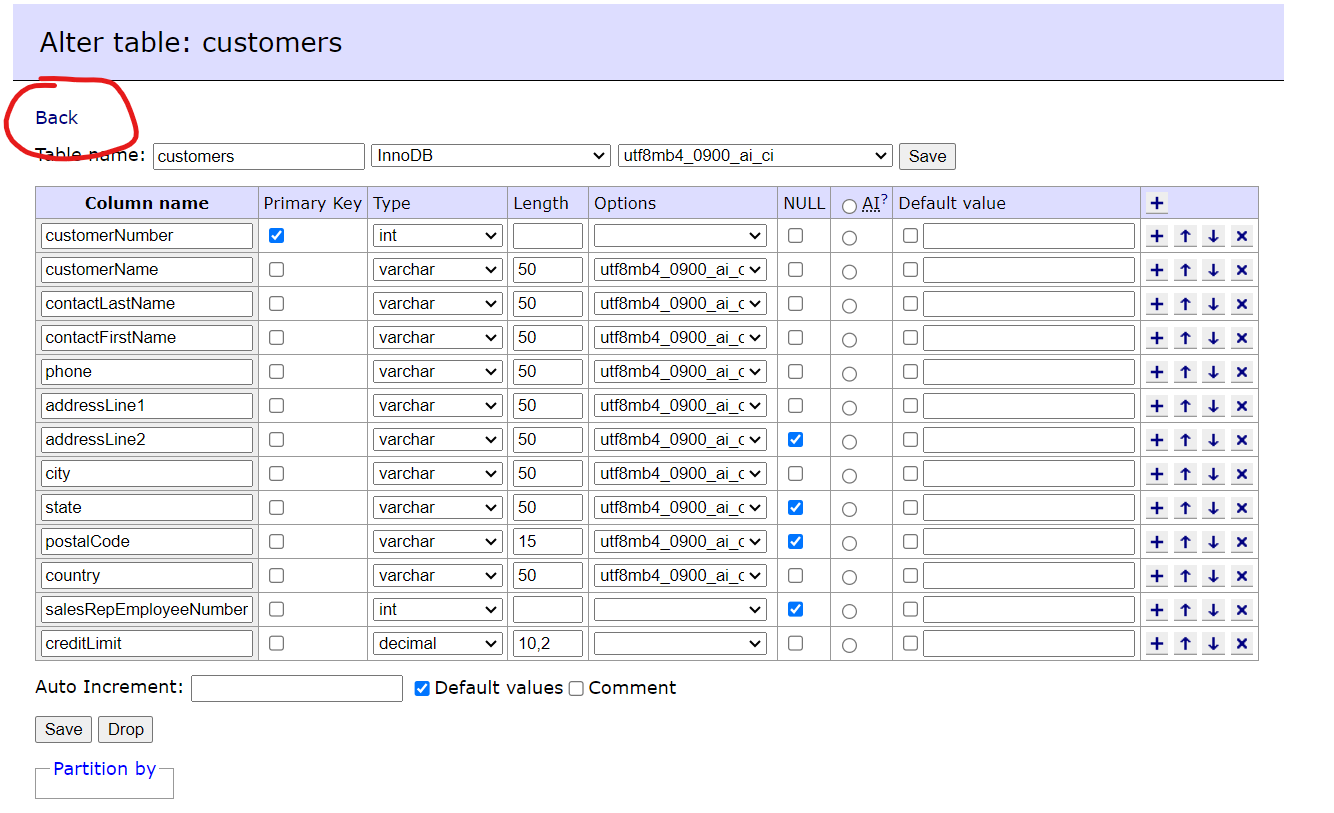 Alter table: customers
Back
Table name: customers InnoDB utf8mb4_0900_ai_ci Save
Column name Primary Key Type Length Options NULL AI? Default value
customerNumber int
customerName varchar 50 utf8mb4_0900_ai_c
contactLastName varchar 50 utf8mb4_0900_ai_c
contactFirstName varchar 50 utf8mb4_0900_ai_c
phone varchar 50 utf8mb4_0900_ai_c
addressLine1 varchar 50 utf8mb4_0900_ai_c
addressLine2 varchar 50 utf8mb4_0900_ai_c
city varchar 50 utf8mb4_0900_ai_c
state varchar 50 utf8mb4_0900_ai_c
postalCode varchar 15 utf8mb4_0900_ai_c
country varchar 50 utf8mb4_0900_ai_c
salesRepEmployeeNumber int
creditLimit decimal 10,2
Auto Increment: Default values Comment
Save Drop
Partition by